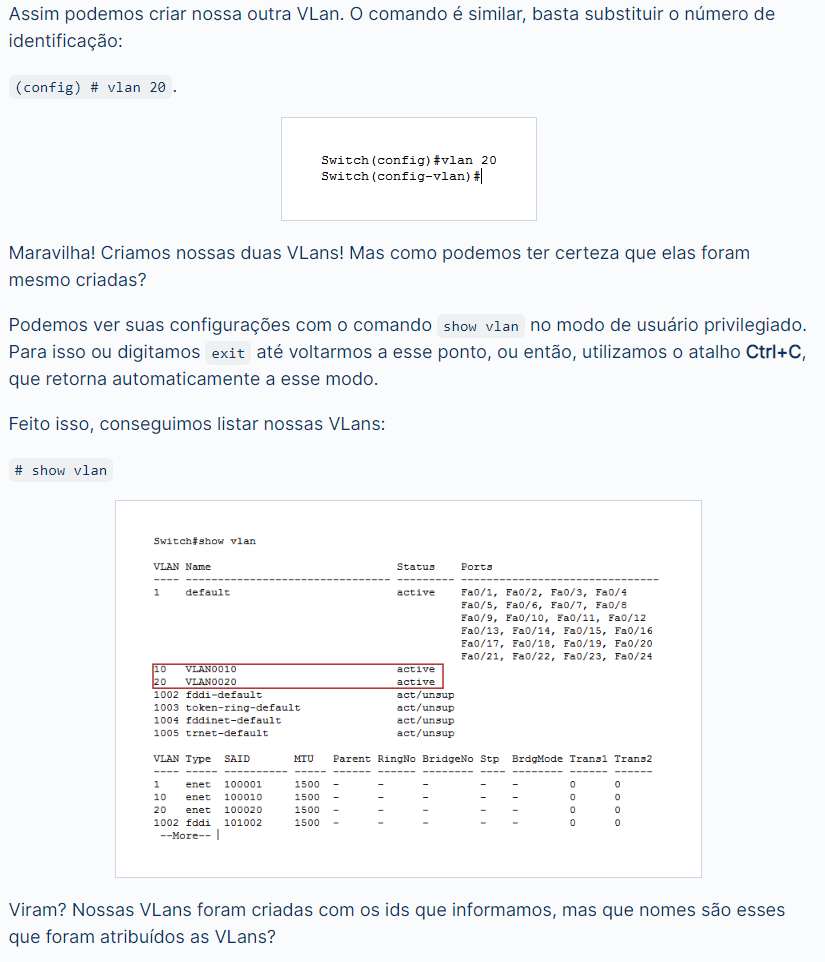 Assim podemos criar nossa outra VLan. O comando é similar, basta substituir o número de
identificação:
(config) # vlan 20 .
Switch(config)#vlan 20
Switch(config-vlan)#
Maravilha! Criamos nossas duas VLans! Mas como podemos ter certeza que elas foram
mesmo criadas?
Podemos ver suas configurações com o comando show vlan no modo de usuário privilegiado.
Para isso ou digitamos exit até voltarmos a esse ponto, ou então, utilizamos o atalho Ctrl+C,
que retorna automaticamente a esse modo.
Feito isso, conseguimos listar nossas VLans:
# show vlan
Switch#show vlan
VLAN Name                             Status    Ports
---- -------------------------------- --------- -------------------------------
1    default                          active    Fa0/1, Fa0/2, Fa0/3, Fa0/4
                                                Fa0/5, Fa0/6, Fa0/7, Fa0/8
                                                Fa0/9, Fa0/10, Fa0/11, Fa0/12
                                                Fa0/13, Fa0/14, Fa0/15, Fa0/16
                                                Fa0/17, Fa0/18, Fa0/19, Fa0/20
                                                Fa0/21, Fa0/22, Fa0/23, Fa0/24
10   VLAN0010                         active
20   VLAN0020                         active
1002 fddi-default                     act/unsup
1003 token-ring-default               act/unsup
1004 fddinet-default                  act/unsup
1005 trnet-default                    act/unsup
VLAN Type  SAID       MTU   Parent RingNo BridgeNo Stp  BrdgMode Trans1 Trans2
---- ----- ---------- ----- ------ ------ -------- ---- -------- ------ ------
1    enet  100001     1500  -      -      -        -    -        0      0
10   enet  100010     1500  -      -      -        -    -        0      0
20   enet  100020     1500  -      -      -        -    -        0      0
1002 fddi  101002     1500  -      -      -        -    -        0      0
--More--
Viram? Nossas VLans foram criadas com os ids que informamos, mas que nomes são esses
que foram atribuídos as VLans?